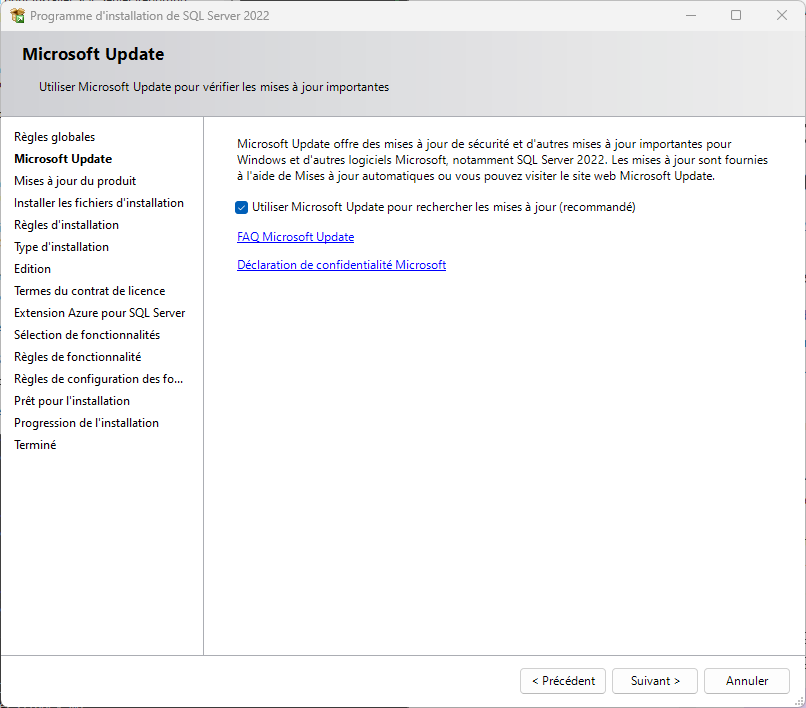 Programme d'installation de SQL Server 2022
Microsoft Update
Utiliser Microsoft Update pour vérifier les mises à jour importantes
Règles globales
Microsoft Update
Mises à jour du produit
Installer les fichiers d'installation
Règles d'installation
Type d'installation
Edition
Termes du contrat de licence
Extension Azure pour SQL Server
Sélection de fonctionnalités
Règles de fonctionnalité
Règles de configuration des fo...
Prêt pour l'installation
Progression de l'installation
Terminé
Microsoft Update offre des mises à jour de sécurité et d'autres mises à jour importantes pour
Windows et d'autres logiciels Microsoft, notamment SQL Server 2022. Les mises à jour sont fournies
à l'aide de Mises à jour automatiques ou vous pouvez visiter le site web Microsoft Update.
Utiliser Microsoft Update pour rechercher les mises à jour (recommandé)
FAQ Microsoft Update
Déclaration de confidentialité Microsoft
< Précédent
Suivant >
Annuler